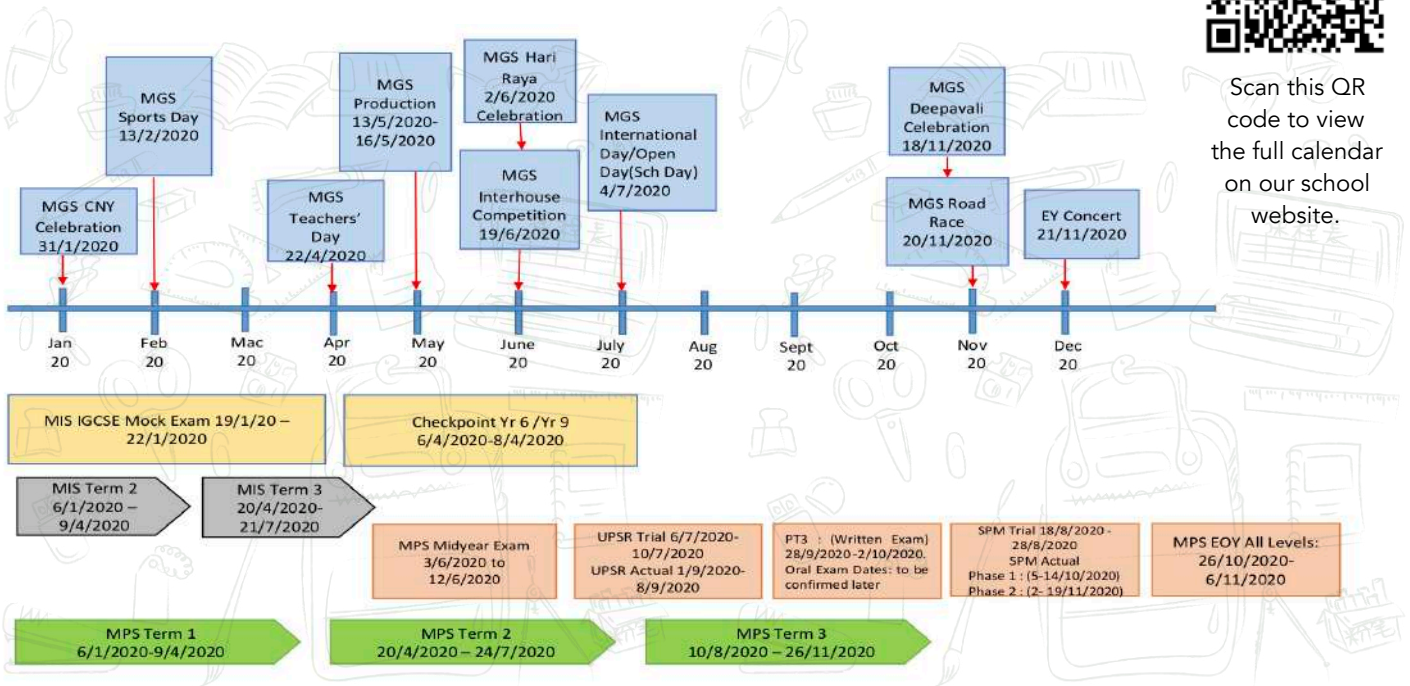 MGS CNY
Celebration
31/1/2020
MGS
Sports Day
13/2/2020
MGS
Teachers'
Day
22/4/2020
MGS
Production
13/5/2020-
16/5/2020
MGS Hari
Raya
2/6/2020
Celebration
MGS
Interhouse
Competition
19/6/2020
MGS
International
Day/Open
Day(Sch Day)
4/7/2020
MGS
Deepavali
Celebration
18/11/2020
MGS Road
Race
20/11/2020
EY Concert
21/11/2020
Scan this QR
code to view
the full calendar
on our school
website.
Jan
20
Feb
20
Mac
20
Apr
20
May
20
June
20
July
20
Aug
20
Sept
20
Oct
20
Nov
20
Dec
20
MIS IGCSE Mock Exam 19/1/20 –
22/1/2020
Checkpoint Yr 6 /Yr 9
6/4/2020-8/4/2020
MIS Term 2
6/1/2020 –
9/4/2020
MIS Term 3
20/4/2020-
21/7/2020
MPS Midyear Exam
3/6/2020 to
12/6/2020
UPSR Trial 6/7/2020-
10/7/2020
UPSR Actual 1/9/2020-
8/9/2020
PT3 : (Written Exam)
28/9/2020 -2/10/2020.
Oral Exam Dates: to be
confirmed later
SPM Trial 18/8/2020 -
28/8/2020
SPM Actual
Phase 1 : (5-14/10/2020)
Phase 2 : (2- 19/11/2020)
MPS EOY All Levels:
26/10/2020-
6/11/2020
MPS Term 1
6/1/2020-9/4/2020
MPS Term 2
20/4/2020 – 24/7/2020
MPS Term 3
10/8/2020 – 26/11/2020